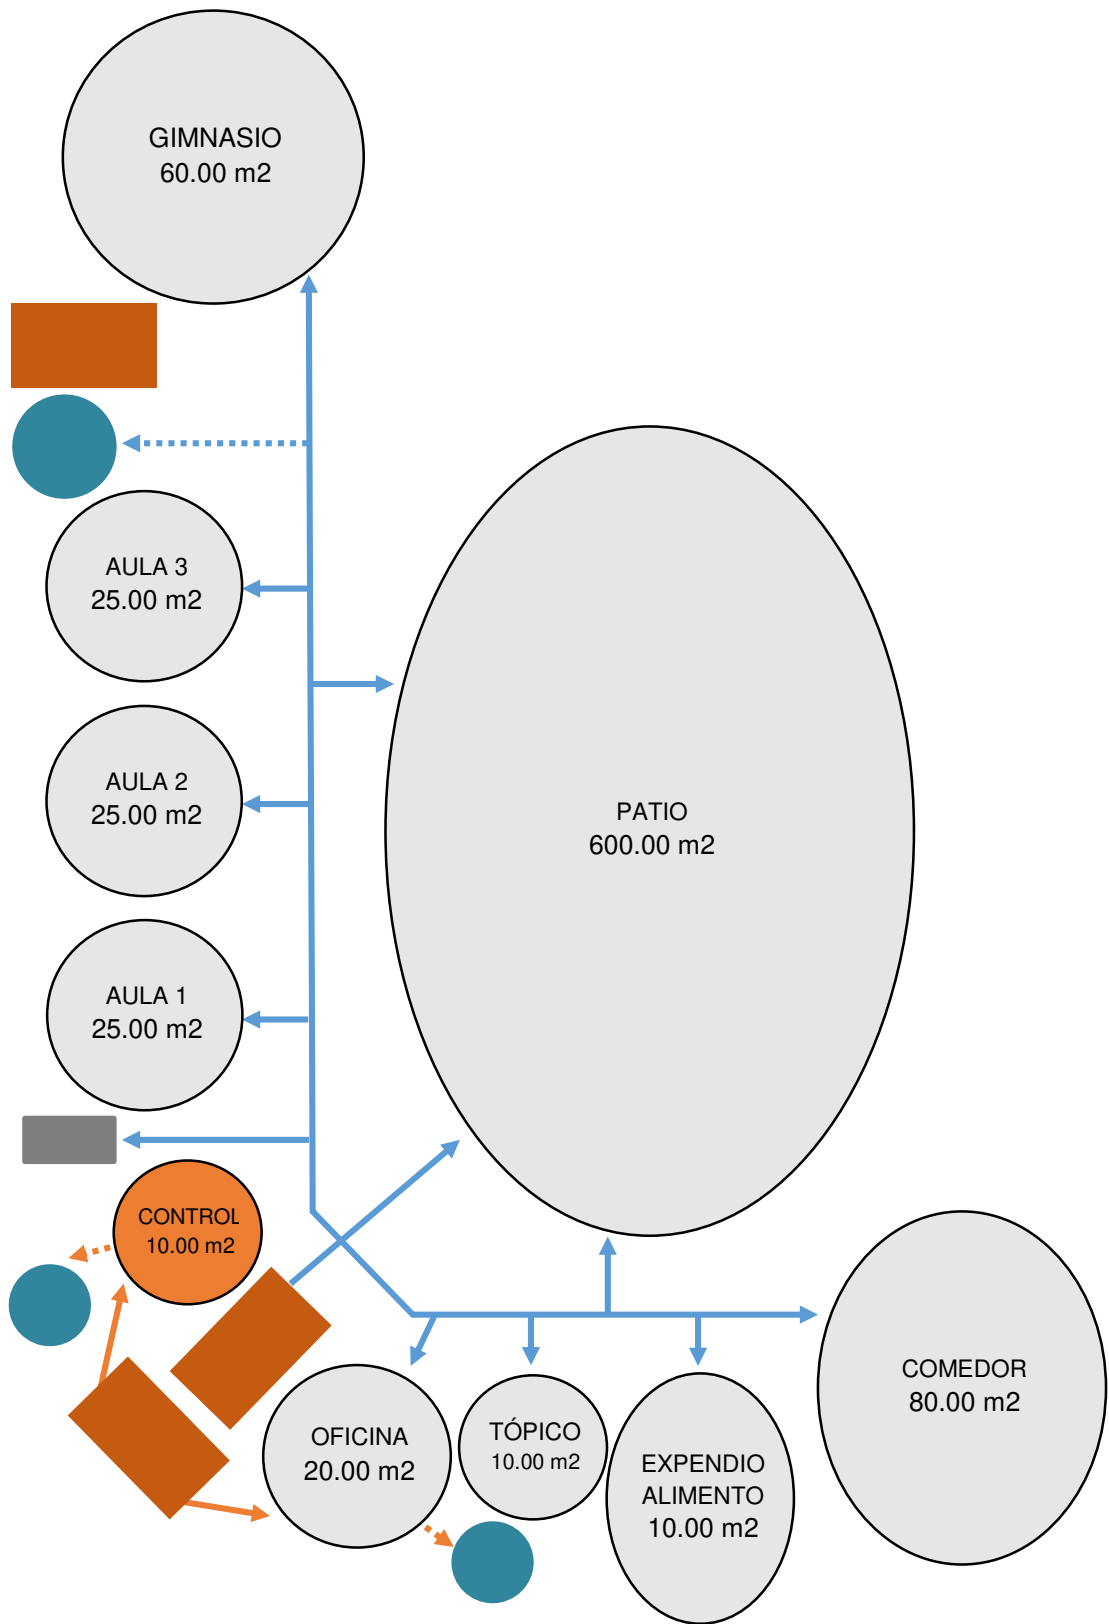 GIMNASIO
60.00 m2
AULA 3
25.00 m2
AULA 2
25.00 m2
PATIO
600.00 m2
AULA 1
25.00 m2
CONTROL
10.00 m2
OFICINA
20.00 m2
TÓPICO
10.00 m2
EXPENDIO
ALIMENTO
10.00 m2
COMEDOR
80.00 m2